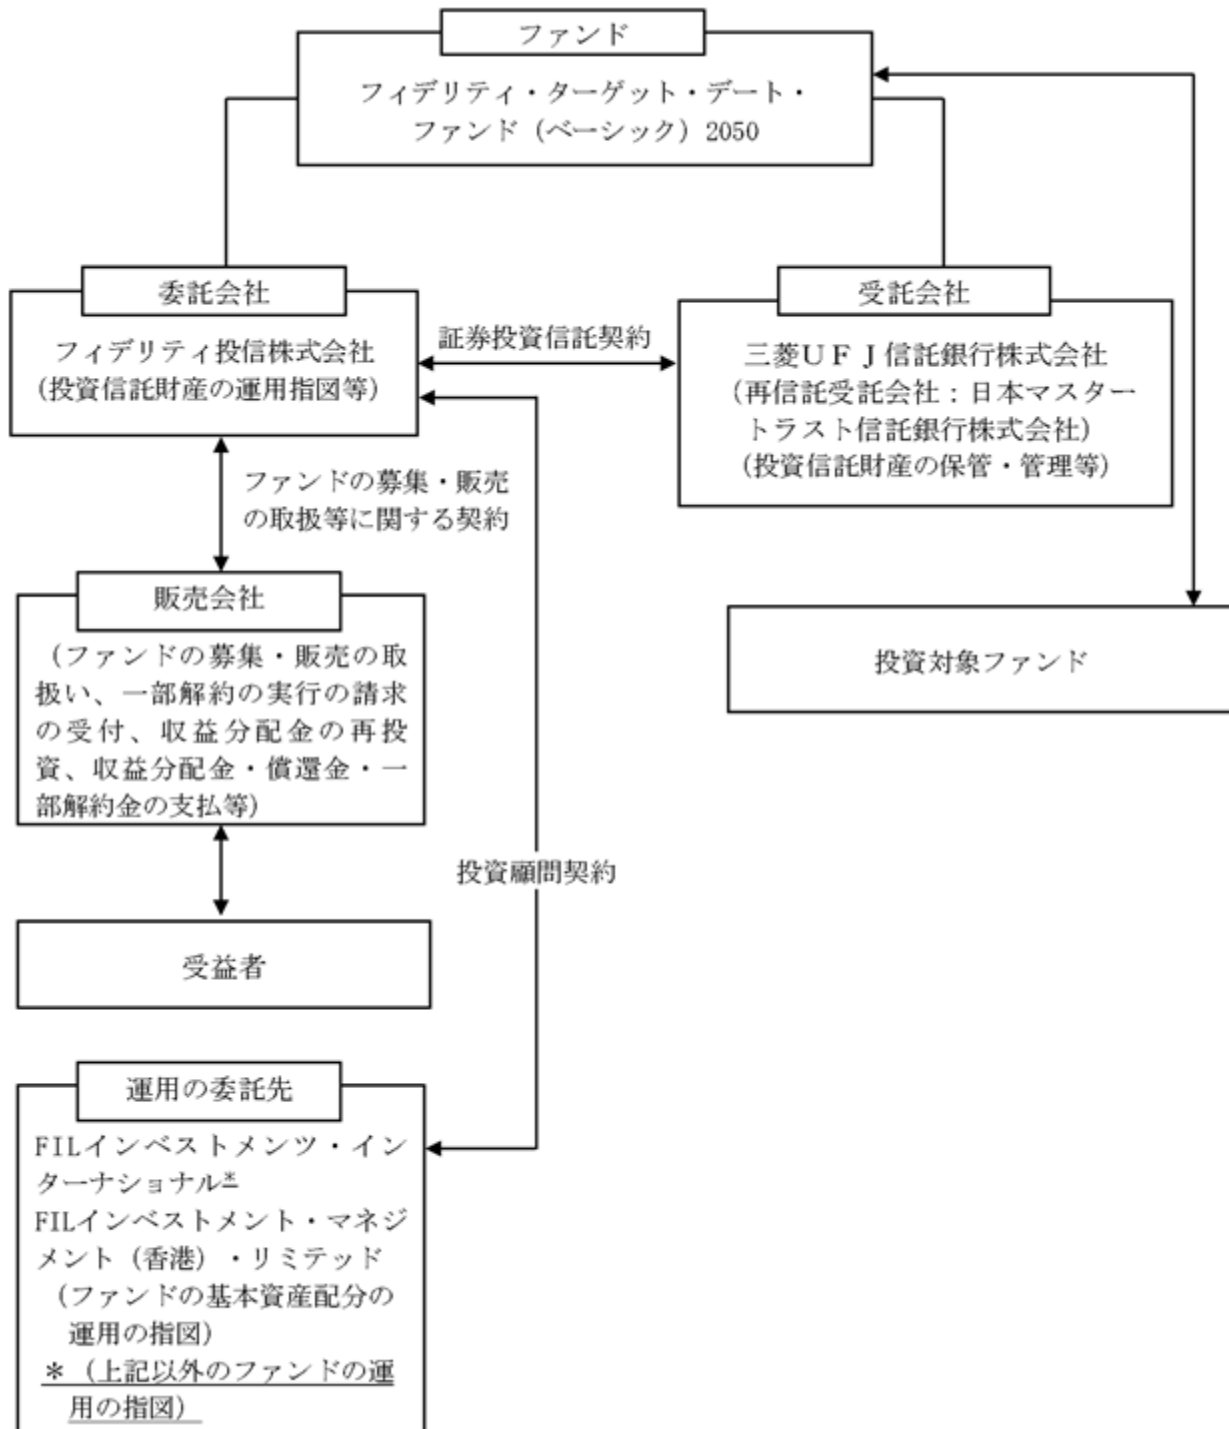 ファンド
フィデリティ・ターゲット・デート・
ファンド（ベーシック）2050
委託会社
フィデリティ投信株式会社
（投資信託財産の運用指図等）
証券投資信託契約
受託会社
三菱ＵＦＪ信託銀行株式会社
（再信託受託会社：日本マスター
トラスト信託銀行株式会社）
（投資信託財産の保管・管理等）
ファンドの募集・販売
の取扱等に関する契約
販売会社
（ファンドの募集・販売の取
扱い、一部解約の実行の請求
の受付、収益分配金の再投
資、収益分配金・償還金・一
部解約金の支払等）
投資対象ファンド
投資顧問契約
受益者
運用の委託先
FILインベストメンツ・イン
ターナショナル＊
FILインベストメント・マネジ
メント（香港）・リミテッド
（ファンドの基本資産配分の
運用の指図）
＊（上記以外のファンドの運
用の指図）